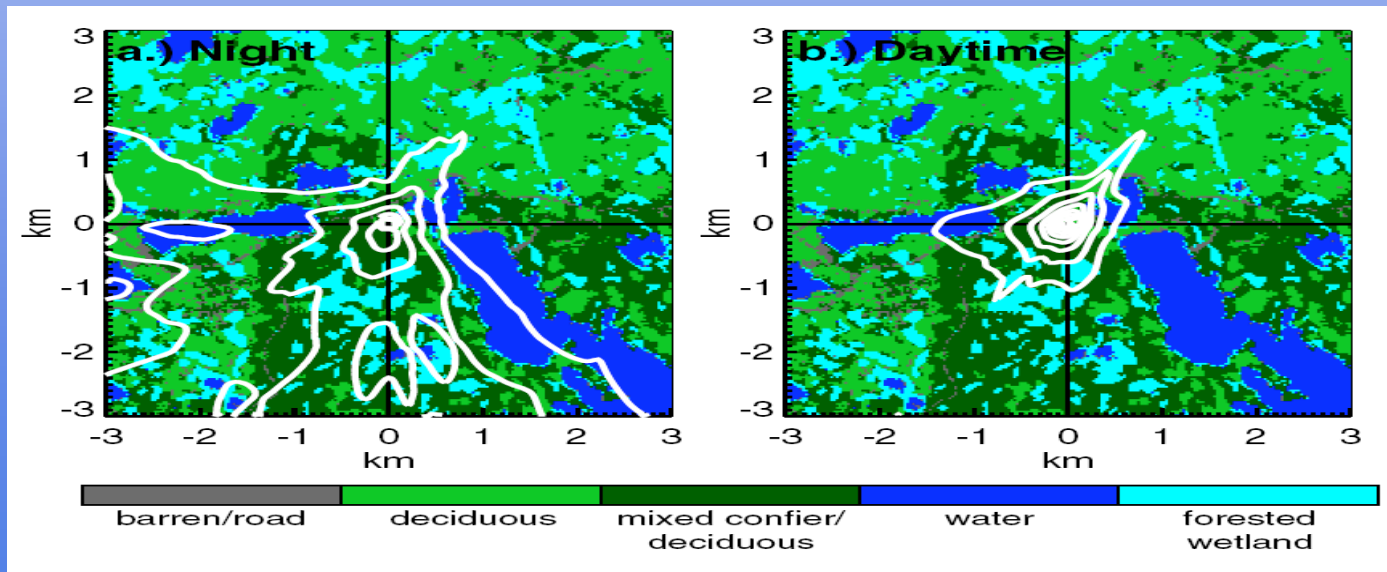 a.) Night
b.) Daytime
3
2
1
0
-1
-2
-3
km
-3 -2 -1 0 1 2 3
km
3
2
1
0
-1
-2
-3
km
-3 -2 -1 0 1 2 3
km
barren/road
deciduous
mixed confier/
deciduous
water
forested
wetland